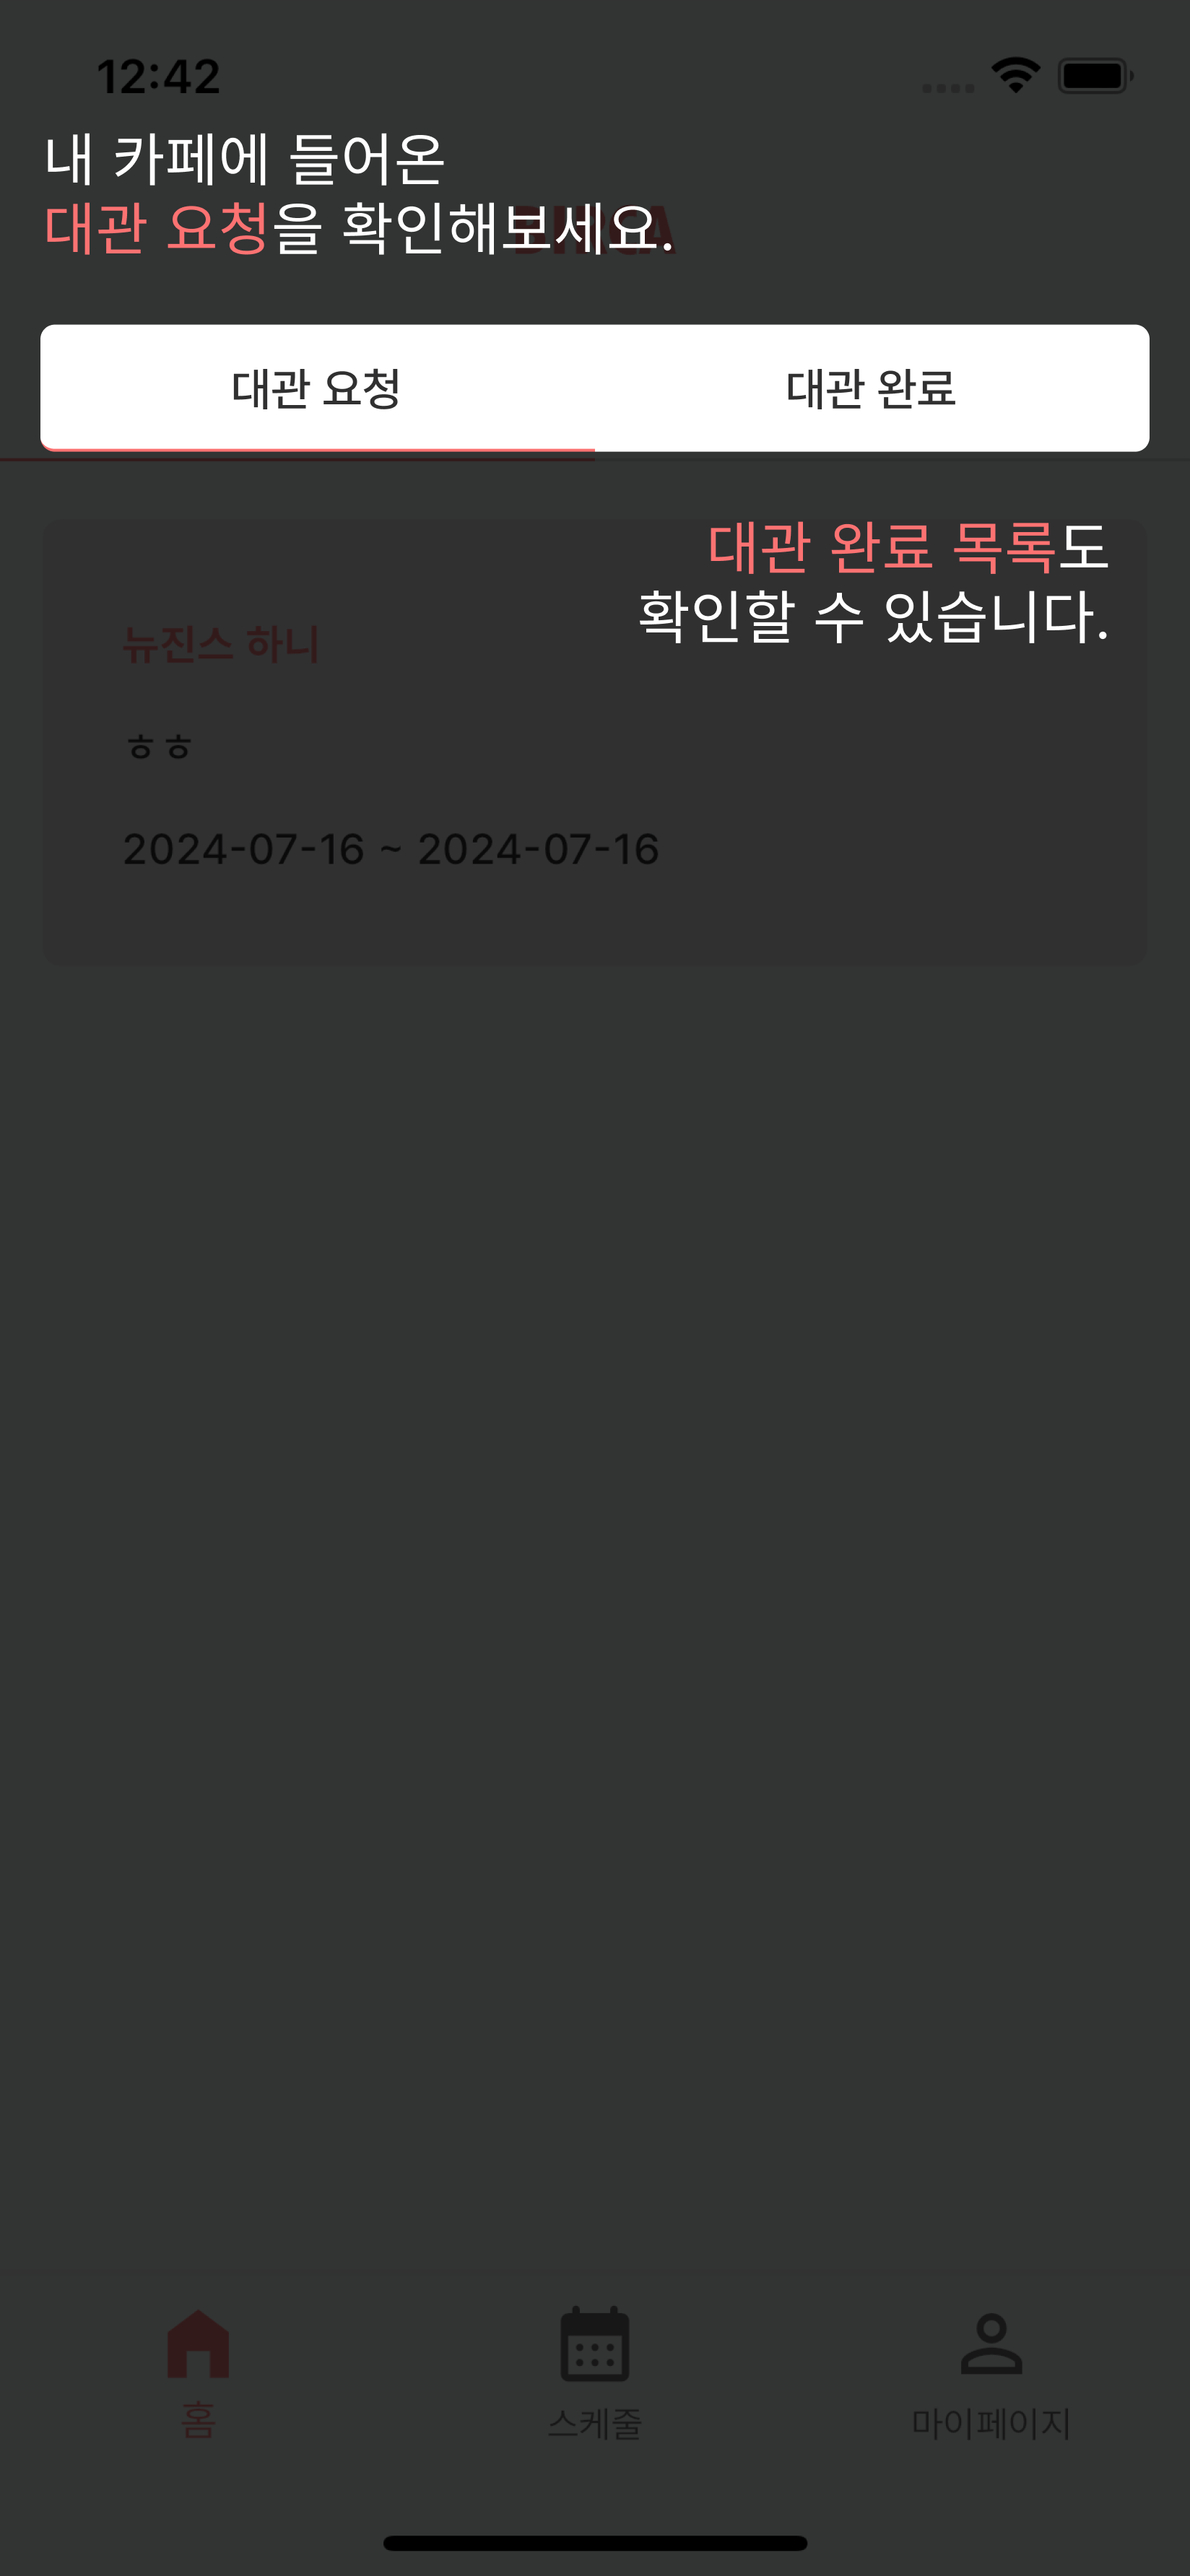 12:42
내 카페에 들어온
대관 요청을 확인해보세요.
대관 요청
대관 완료
대관 완료 목록도
확인할 수 있습니다.
뉴진스 하니
ㅎㅎ
2024-07-16 ~ 2024-07-16
홈
스케줄
마이페이지